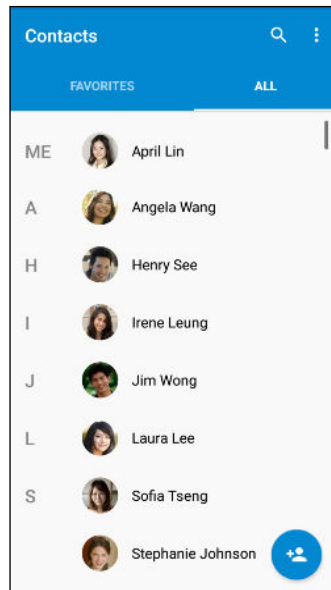 Contacts
FAVORITES ALL
ME April Lin
A Angela Wang
H Henry See
I Irene Leung
J Jim Wong
L Laura Lee
S Sofia Tseng
Stephanie Johnson